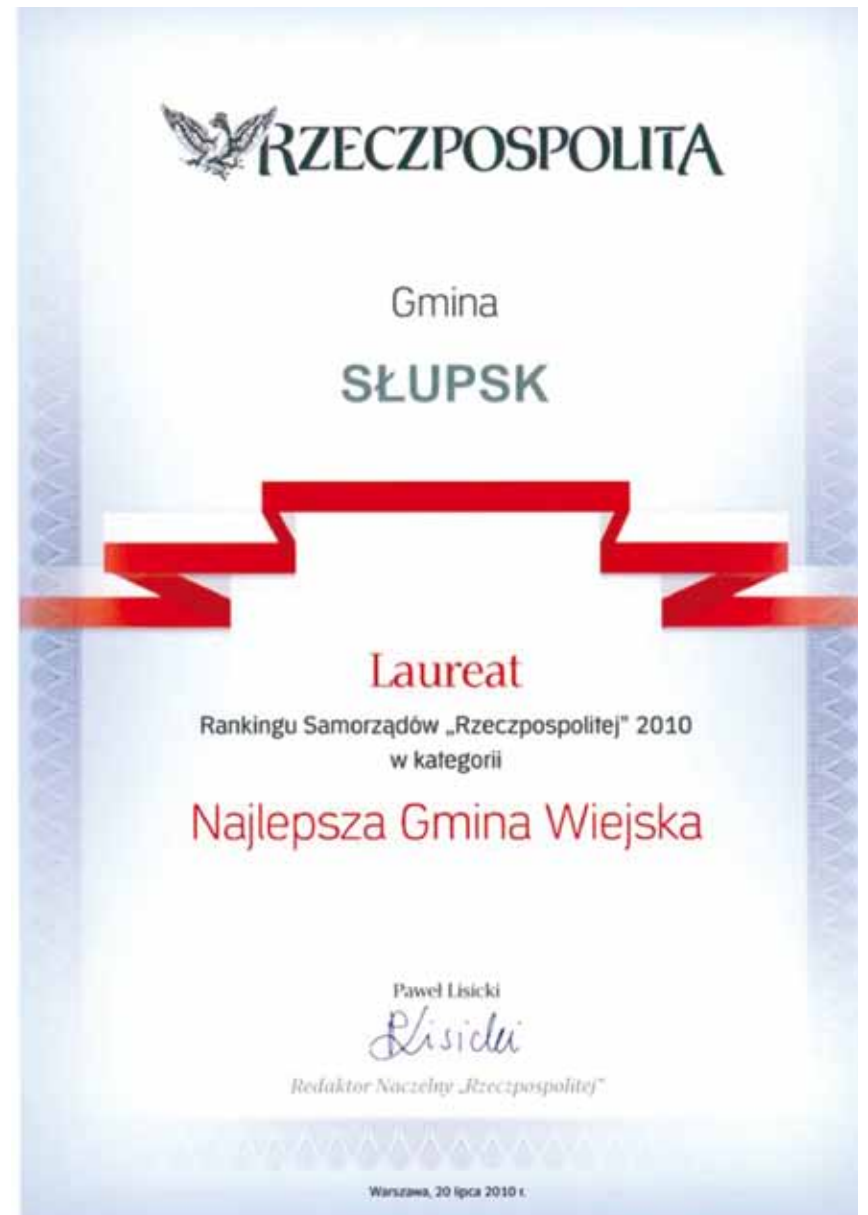 RZECZPOSPOLITA
Gmina
SŁUPSK
Laureat
Rankingu Samorządów „Rzeczpospolitej” 2010
w kategorii
Najlepsza Gmina Wiejska
Paweł Lisicki
PLisicki
Redaktor Naczelny „Rzeczpospolitej”
Warszawa, 20 lipca 2010 r.